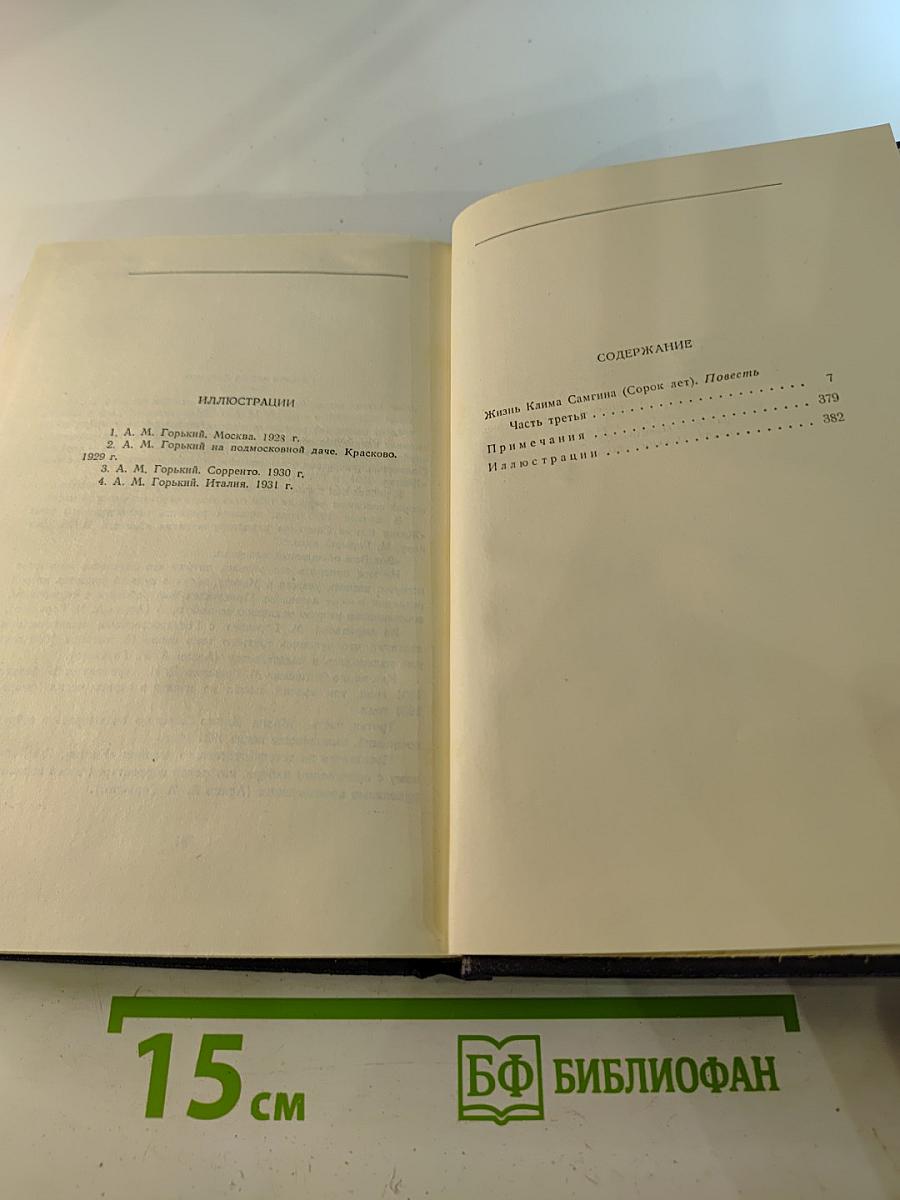 ИЛЛЮСТРАЦИИ
1. А. М. Горький. Москва. 1928 г.
2. А. М. Горький на подмосковной даче. Красково.
1929 г.
3. А. М. Горький. Сорренто. 1930 г.
4. А. М. Горький. Италия. 1931 г.
СОДЕРЖАНИЕ
Жизнь Клима Самгина (Сорок лет). Повесть
Часть третья . . . . . . . . . . . . . . . . . . . 7
Примечания . . . . . . . . . . . . . . . . . . . 379
Иллюстрации . . . . . . . . . . . . . . . . . . . 382
15 см
БФ БИБЛИОФАН